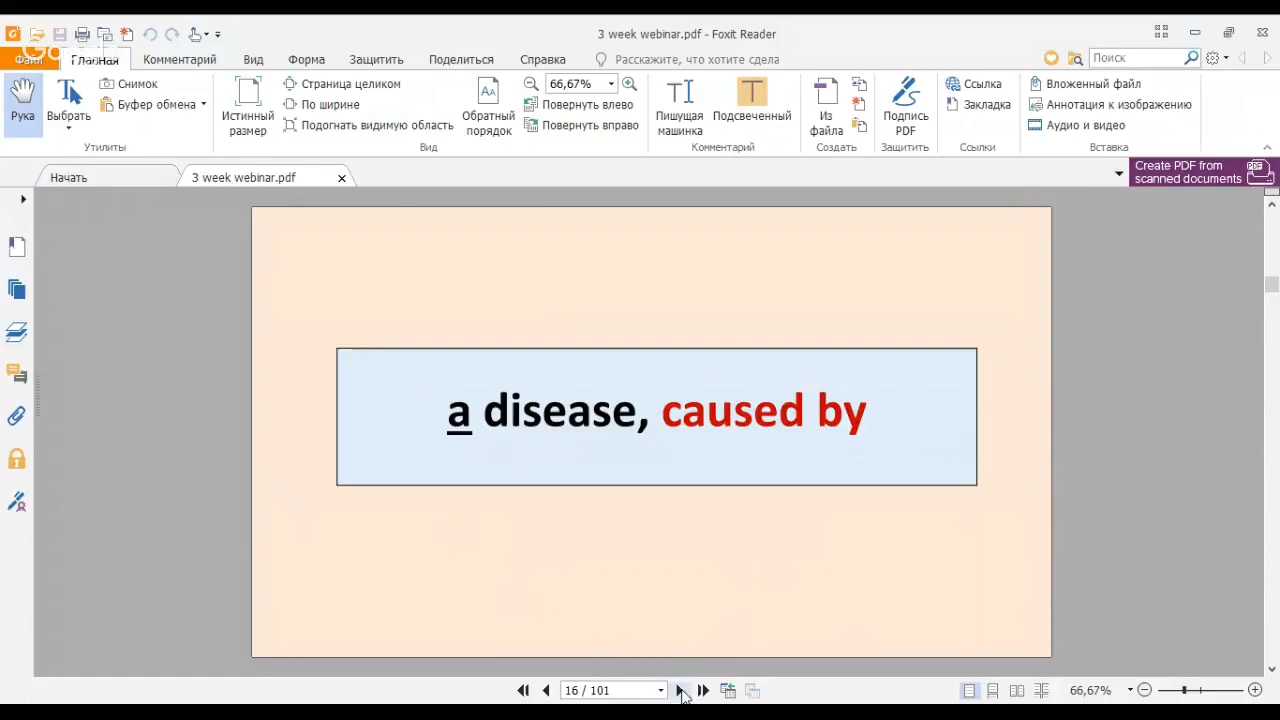 3 week webinar.pdf - Foxit Reader
Файл Главная Комментарий Вид Форма Защитить Поделиться Справка Расскажите, что хотите сдела Поиск
Рука
Выбрать
Снимок
Буфер обмена
Утилиты
Истинный размер
Страница целиком
По ширине
Подогнать видимую область
Обратный порядок
66,67%
Повернуть влево
Повернуть вправо
Вид
Пишущая машинка
Подсвеченный
Комментарий
Из файла
Создать
Подпись PDF
Защитить
Ссылка
Закладка
Ссылки
Вложенный файл
Аннотация к изображению
Аудио и видео
Вставка
Начать
3 week webinar.pdf
Create PDF from
scanned documents
PDF
a disease, caused by
16 / 101
66,67%